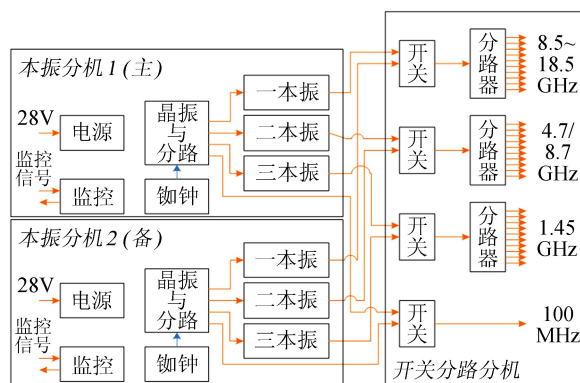 本振分机1(主)
28V
电源
监控
信号
监控
晶振
与
分路
铷钟
一本振
二本振
三本振
本振分机2(备)
28V
电源
监控
信号
监控
晶振
与
分路
铷钟
一本振
二本振
三本振
开
关
分
路
器
8.5~
18.5
GHz
开
关
分
路
器
4.7/
8.7
GHz
开
关
分
路
器
1.45
GHz
开
关
100
MHz
开关分路分机